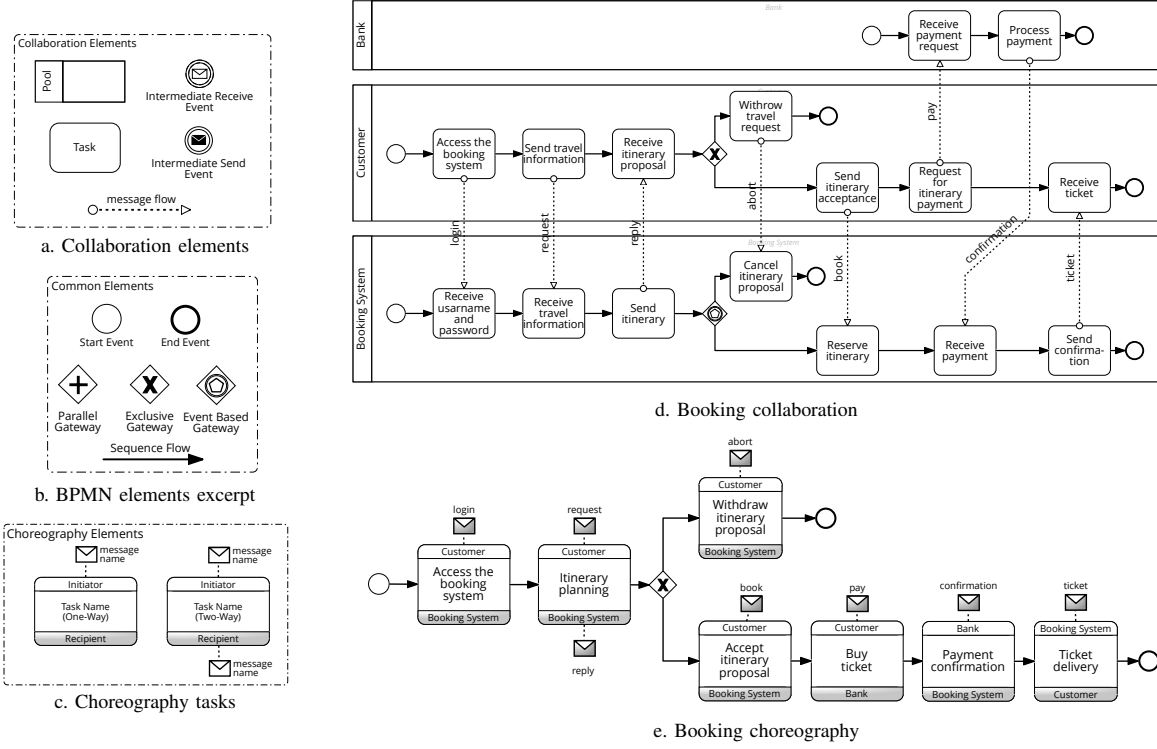 Collaboration Elements
Pool
Intermediate Receive
Event
Task
Intermediate Send
Event
message flow
a. Collaboration elements
Common Elements
Start Event
End Event
Parallel
Gateway
Exclusive
Gateway
Event Based
Gateway
Sequence Flow
b. BPMN elements excerpt
Choreography Elements
message
name
Initiator
Task Name
(One-Way)
Recipient
message
name
Initiator
Task Name
(Two-Way)
Recipient
message
name
c. Choreography tasks
Bank
Bank
Receive
payment
request
Process
payment
Customer
Access the
booking
system
Send travel
information
Receive
itinerary
proposal
X
Withrow
travel
request
Send
itinerary
acceptance
Request
for
itinerary
payment
Receive
ticket
login
request
reply
abort
book
pay
confirmation
ticket
Booking System
Booking System
Receive
usarname
and
password
Receive
travel
information
Send
itinerary
Cancel
itinerary
proposal
Reserve
itinerary
Receive
payment
Send
confirma-
tion
d. Booking collaboration
login
Customer
Access the
booking
system
Booking System
request
Customer
Itinerary
planning
Booking System
reply
X
abort
Customer
Withdraw
itinerary
proposal
Booking System
book
Customer
Accept
itinerary
proposal
Booking System
pay
Customer
Buy
ticket
Bank
confirmation
Bank
Payment
confirmation
Booking System
ticket
Booking System
Ticket
delivery
Customer
e. Booking choreography